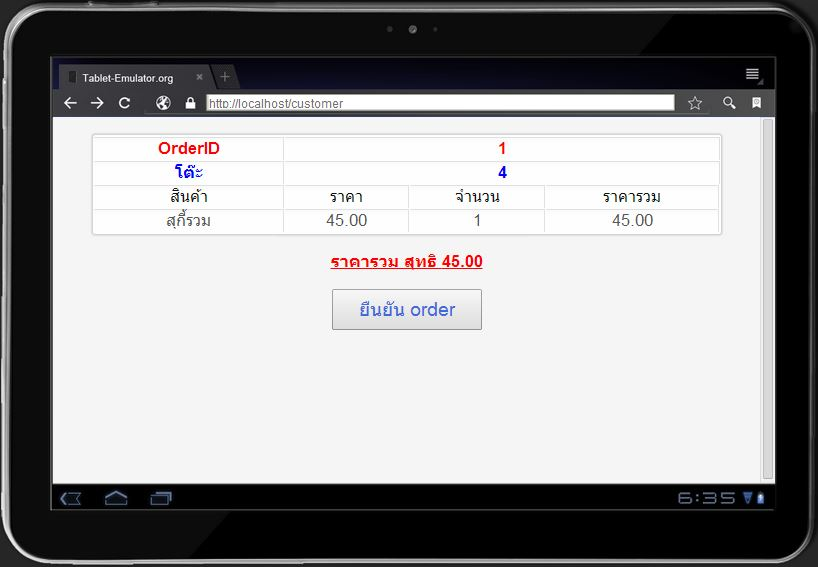 Tablet-Emulator.org
http://localhost/customer
OrderID 1
โต๊ะ 4
สินค้า ราคา จำนวน ราคารวม
สุกี้รวม 45.00 1 45.00
ราคารวม สุทธิ 45.00
ยืนยัน order
6:35